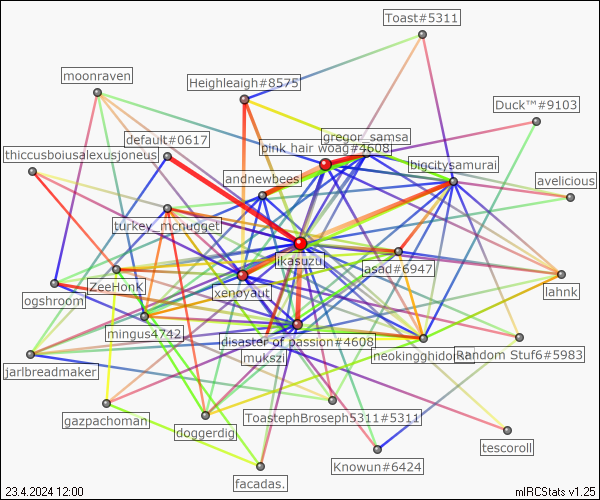 Toast#5311
moonraven
Heighleaigh#8575
Duck™#9103
gregor_samsa
default#0617
pink hair woag#4608
thiccusboiusalexusjoneus
bigcitysamurai
andnewbees
avelicious
turkey_mcnugget
ikasuzu
asad#6947
ZeeHonK
xenoyaut
lahnk
ogshroom
mingus4742
disaster of passion#4608
mukszi
neokingghidorah
Random Stuf6#5983
jarlbreadmaker
gazpachoman
doggerdig
ToastephBroseph5311#5311
tescoroll
Knowun#6424
facadas.
23.4.2024 12:00
mIRCStats v1.25